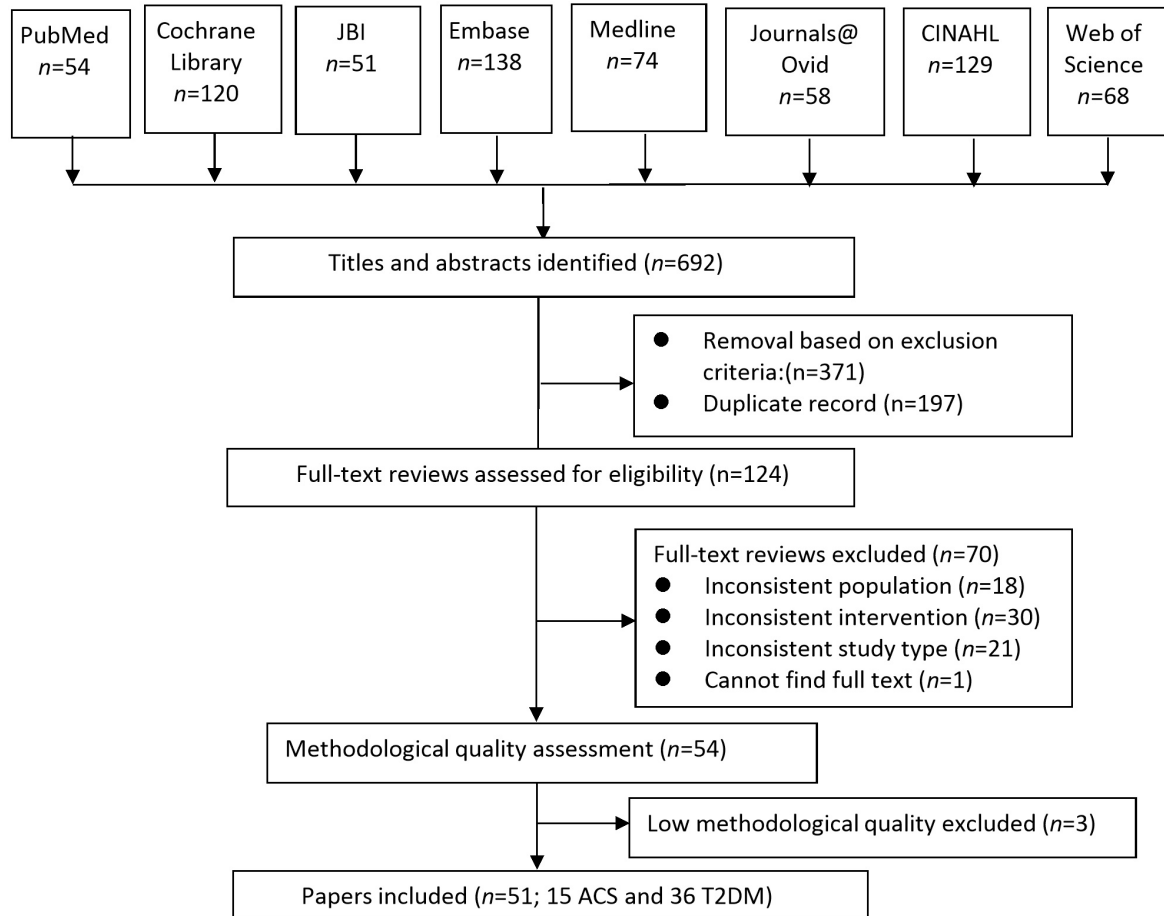 PubMed
n=54
Cochrane
Library
n=120
JBI
n=51
Embase
n=138
Medline
n=74
Journals@
Ovid
n=58
CINAHL
n=129
Web of
Science
n=68
Titles and abstracts identified (n=692)
● Removal based on exclusion
criteria:(n=371)
● Duplicate record (n=197)
Full-text reviews assessed for eligibility (n=124)
Full-text reviews excluded (n=70)
● Inconsistent population (n=18)
● Inconsistent intervention (n=30)
● Inconsistent study type (n=21)
● Cannot find full text (n=1)
Methodological quality assessment (n=54)
Low methodological quality excluded (n=3)
Papers included (n=51; 15 ACS and 36 T2DM)